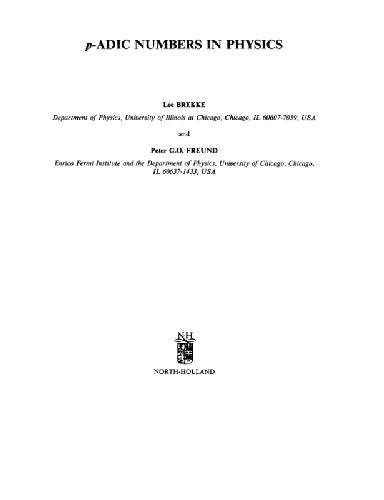 p-ADIC NUMBERS IN PHYSICS
Lee BREKKE
Department of Physics, University of Illinois at Chicago, Chicago, IL 60607-7059, USA
and
Peter G.O. FREUND
Enrico Fermi Institute and the Department of Physics, University of Chicago, Chicago,
IL 60637-1433, USA
NH
NORTH-HOLLAND